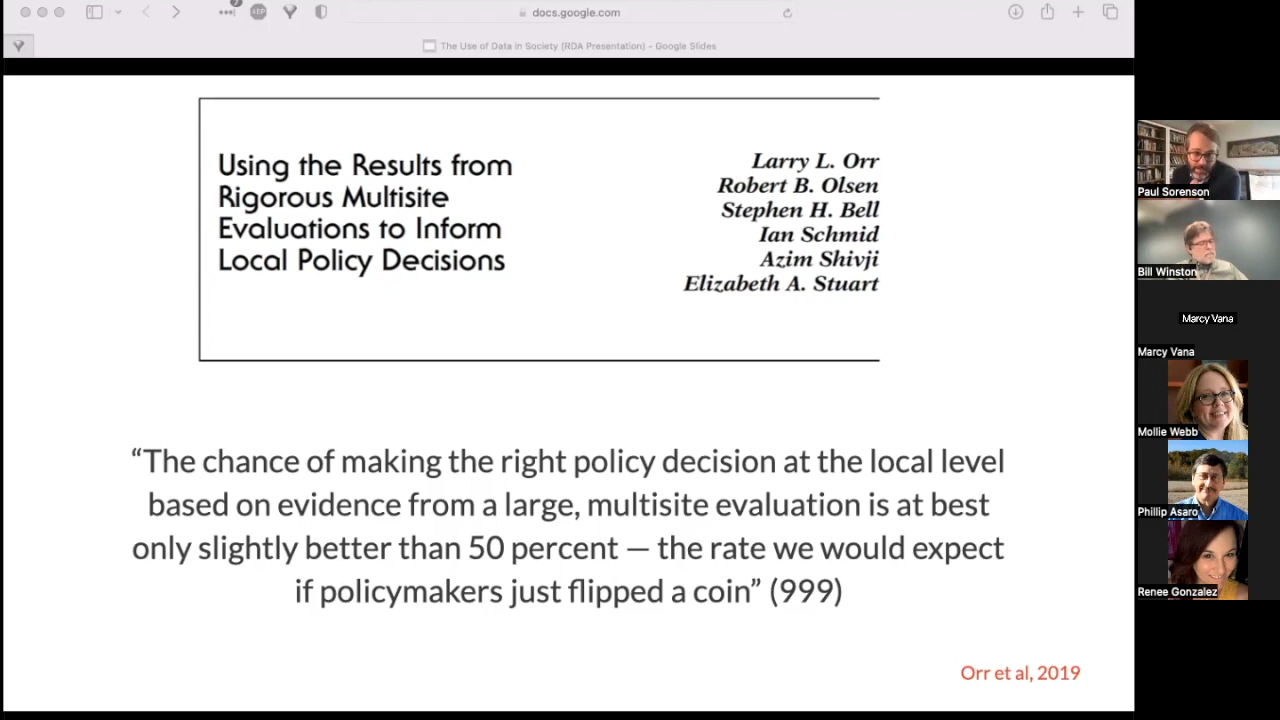 7
ABP
docs.google.com
The Use of Data in Society (RDA Presentation) – Google Slides
Using the Results from
Rigorous Multisite
Evaluations to Inform
Local Policy Decisions
Larry L. Orr
Robert B. Olsen
Stephen H. Bell
Ian Schmid
Azim Shivji
Elizabeth A. Stuart
“The chance of making the right policy decision at the local level
based on evidence from a large, multisite evaluation is at best
only slightly better than 50 percent — the rate we would expect
if policymakers just flipped a coin” (999)
Orr et al, 2019
Paul Sorenson
Bill Winston
Marcy Vana
Marcy Vana
Mollie Webb
Phillip Asaro
Renee Gonzalez